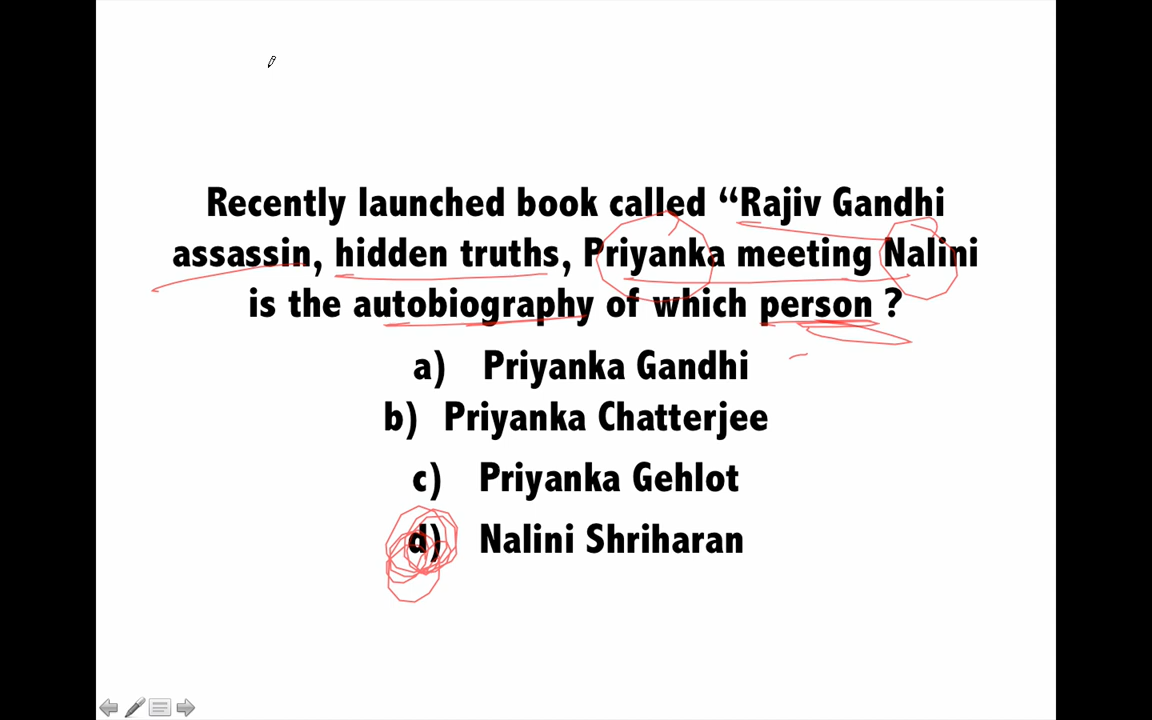 Recently launched book called “Rajiv Gandhi
assassin, hidden truths, Priyanka meeting Nalini
is the autobiography of which person ?
a) Priyanka Gandhi
b) Priyanka Chatterjee
c) Priyanka Gehlot
d) Nalini Shriharan